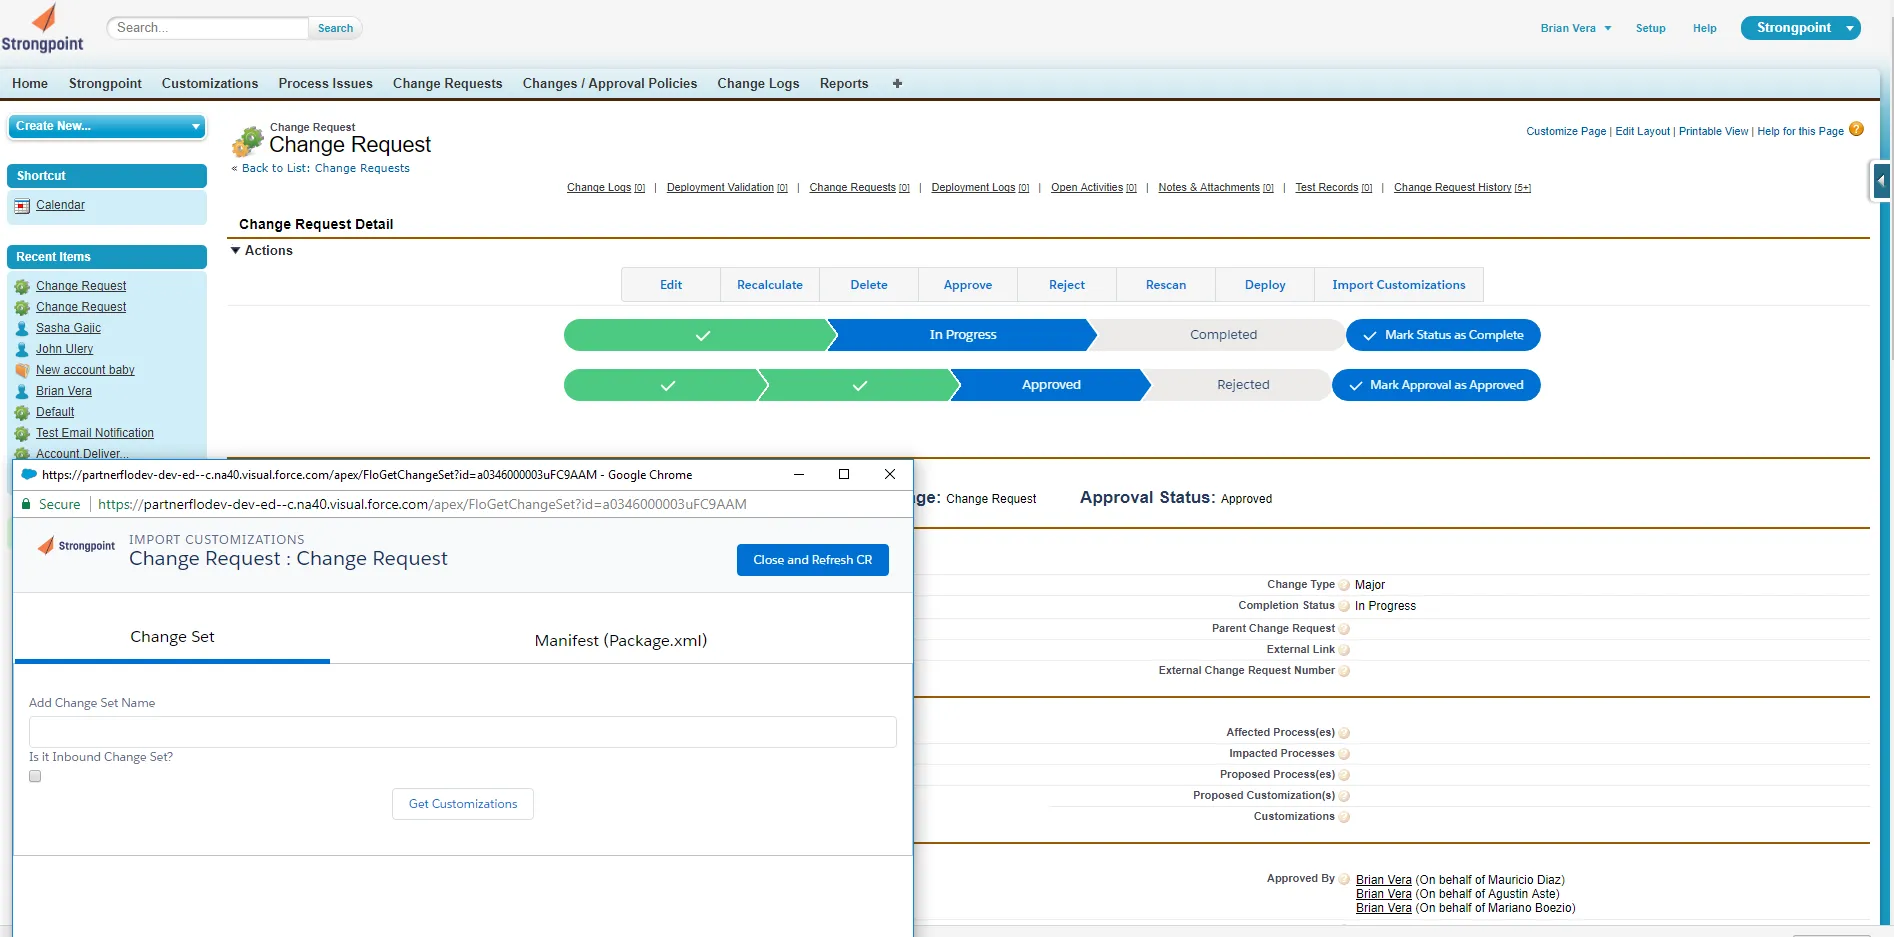 Strongpoint
Search...
Search
Brian Vera
Setup
Help
Strongpoint
Home
Strongpoint
Customizations
Process Issues
Change Requests
Changes / Approval Policies
Change Logs
Reports
+
Create New...
Shortcut
Calendar
Recent Items
Change Request
Change Request
Sasha Gajic
John Ulery
New account baby
Brian Vera
Default
Test Email Notification
Account.Deliver...
Change Request
Change Request
« Back to List: Change Requests
Customize Page | Edit Layout | Printable View | Help for this Page
Change Logs [0] | Deployment Validation [0] | Change Requests [0] | Deployment Logs [0] | Open Activities [0] | Notes & Attachments [0] | Test Records [0] | Change Request History [5+]
Change Request Detail
Actions
Edit
Recalculate
Delete
Approve
Reject
Rescan
Deploy
Import Customizations
In Progress
Completed
Mark Status as Complete
Approved
Rejected
Mark Approval as Approved
ge: Change Request
Approval Status: Approved
Change Type Major
Completion Status In Progress
Parent Change Request
External Link
External Change Request Number
Affected Process(es)
Impacted Processes
Proposed Process(es)
Proposed Customization(s)
Customizations
Approved By Brian Vera (On behalf of Mauricio Diaz)
Brian Vera (On behalf of Agustin Aste)
Brian Vera (On behalf of Mariano Boezio)
https://partnerflodev-dev-ed--c.na40.visual.force.com/apex/FloGetChangeSet?id=a0346000003uFC9AAM - Google Chrome
Secure | https://partnerflodev-dev-ed--c.na40.visual.force.com/apex/FloGetChangeSet?id=a0346000003uFC9AAM
Strongpoint
IMPORT CUSTOMIZATIONS
Change Request : Change Request
Close and Refresh CR
Change Set
Manifest (Package.xml)
Add Change Set Name
Is it Inbound Change Set?
Get Customizations